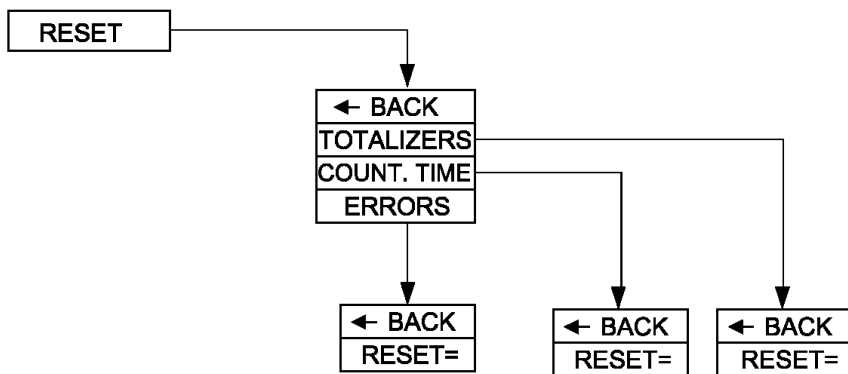 RESET
← BACK
TOTALIZERS
COUNT. TIME
ERRORS
← BACK
RESET=
← BACK
RESET=
← BACK
RESET=